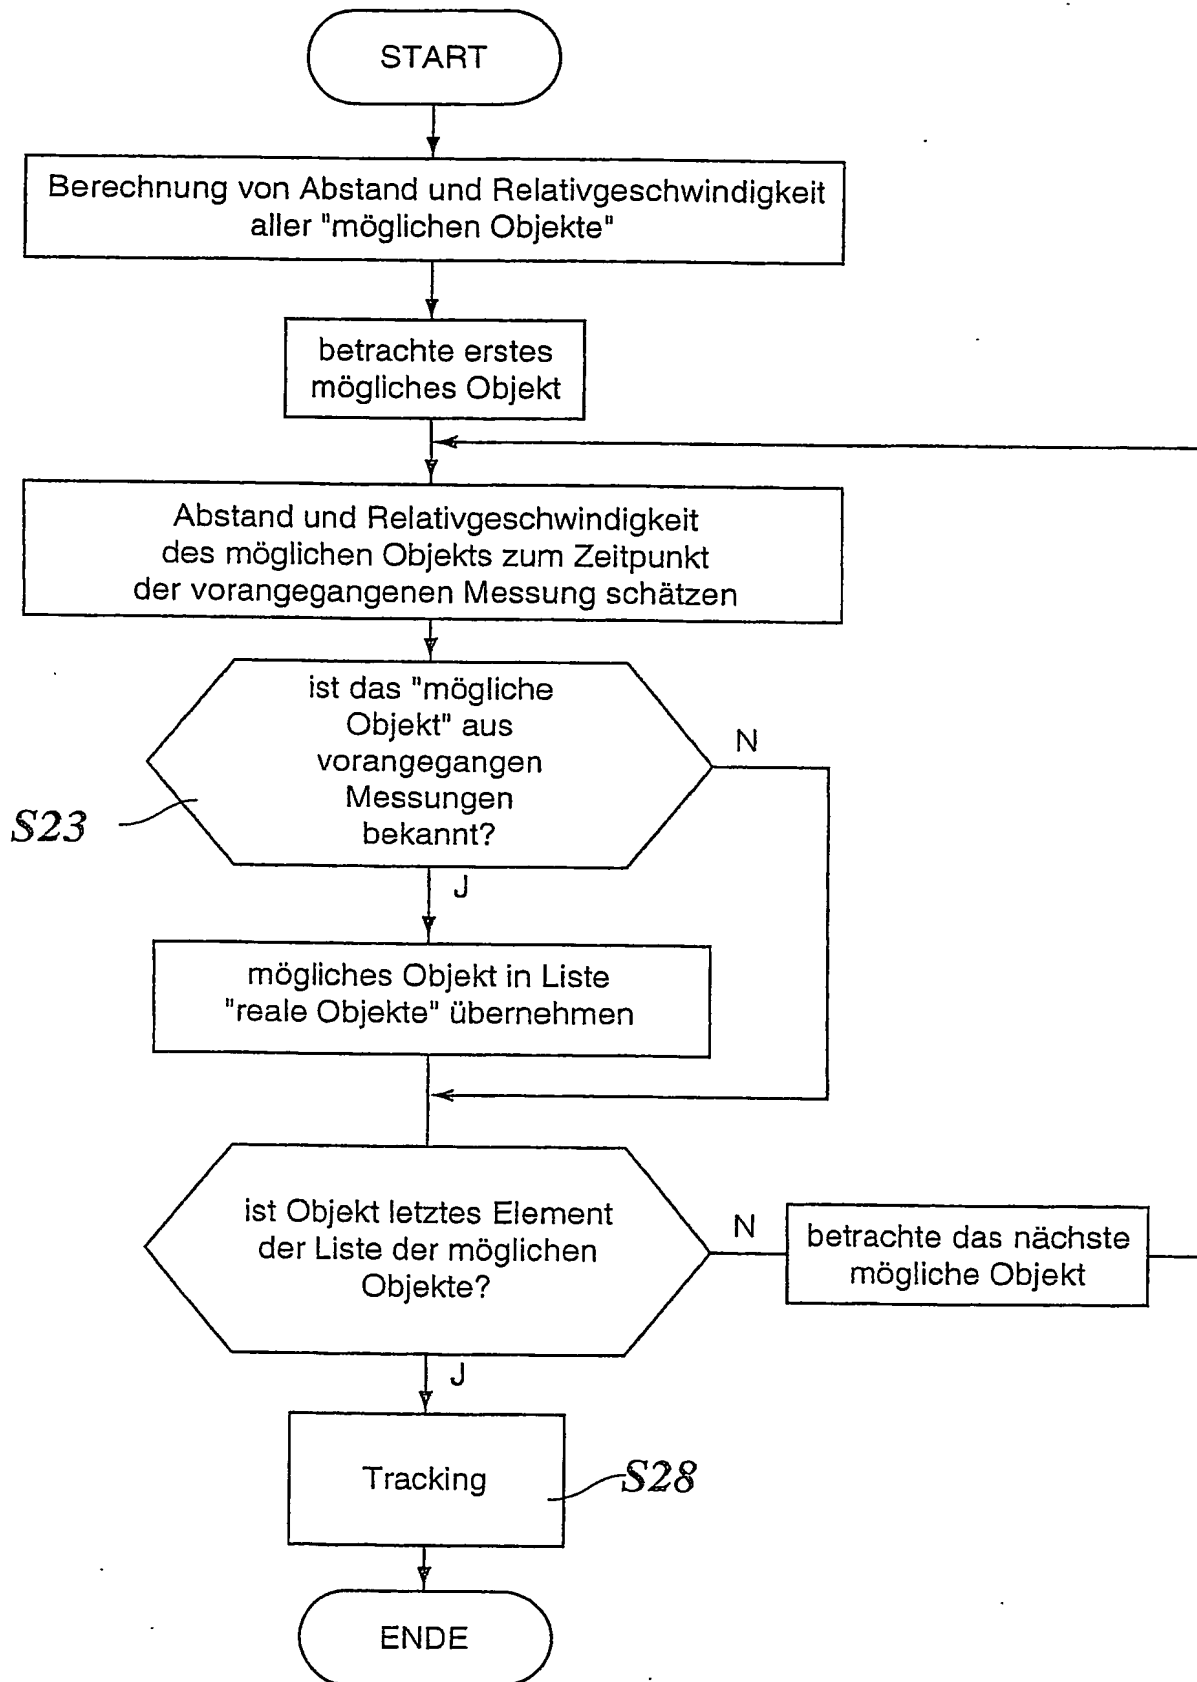 START
Berechnung von Abstand und Relativgeschwindigkeit
aller "möglichen Objekte"
betrachte erstes
mögliches Objekt
Abstand und Relativgeschwindigkeit
des möglichen Objekts zum Zeitpunkt
der vorangegangenen Messung schätzen
ist das "mögliche
Objekt" aus
vorangegangen
Messungen
bekannt?
N
S23
J
mögliches Objekt in Liste
"reale Objekte" übernehmen
ist Objekt letztes Element
der Liste der möglichen
Objekte?
N
betrachte das nächste
mögliche Objekt
J
Tracking
S28
ENDE